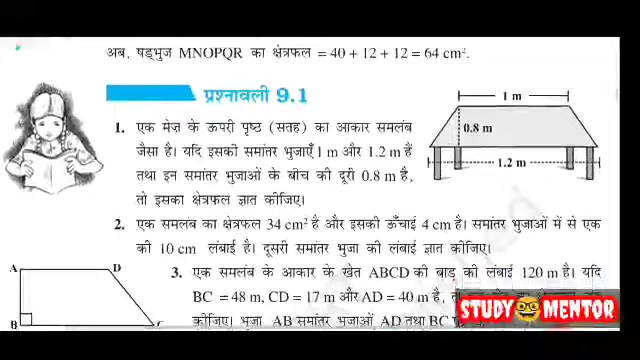 अब, षड्भुज MNOPQR का क्षेत्रफल = 40 + 12 + 12 = 64 cm².
प्रश्नावली 9.1
1. एक मेज़ के ऊपरी पृष्ठ (सतह) का आकार समलंब
जैसा है। यदि इसकी समांतर भुजाएँ 1 m और 1.2 m हैं
तथा इन समांतर भुजाओं के बीच की दूरी 0.8 m है,
तो इसका क्षेत्रफल ज्ञात कीजिए।
1 m
0.8 m
1.2 m
2. एक समलंब का क्षेत्रफल 34 cm² है और इसकी ऊँचाई 4 cm है। समांतर भुजाओं में से एक
की 10 cm लंबाई है। दूसरी समांतर भुजा की लंबाई ज्ञात कीजिए।
A D
B C
3. एक समलंब के आकार के खेत ABCD की बाड़ की लंबाई 120 m है। यदि
BC = 48 m, CD = 17 m और AD = 40 m है,
कीजिए। भुजा AB समांतर भुजाओं AD तथा BC
STUDY MENTOR